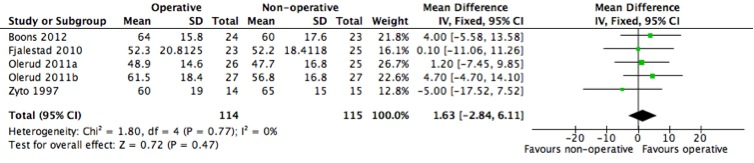 Operative Non-operative Mean Difference Mean Difference
Study or Subgroup Mean SD Total Mean SD Total Weight IV, Fixed, 95% CI IV, Fixed, 95% CI
Boons 2012 64 15.8 24 60 17.6 23 21.8% 4.00 [-5.58, 13.58]
Fjalestad 2010 52.3 20.8125 23 52.2 18.4118 25 16.1% 0.10 [-11.06, 11.26]
Olerud 2011a 48.9 14.6 26 47.7 16.8 25 26.7% 1.20 [-7.45, 9.85]
Olerud 2011b 61.5 18.4 27 56.8 16.8 27 22.6% 4.70 [-4.70, 14.10]
Zyto 1997 60 19 14 65 15 15 12.8% -5.00 [-17.52, 7.52]
Total (95% CI) 114 115 100.0% 1.63 [-2.84, 6.11]
Heterogeneity: Chi² = 1.80, df = 4 (P = 0.77); I² = 0%
Test for overall effect: Z = 0.72 (P = 0.47)
-20 -10 0 10 20
Favours non-operative Favours operative